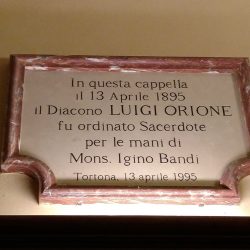 In questa cappella
il 13 Aprile 1895
il Diacono LUIGI ORIONE
fu ordinato Sacerdote
per le mani di
Mons. Igino Bandi
Tortona, 13 aprile 1995